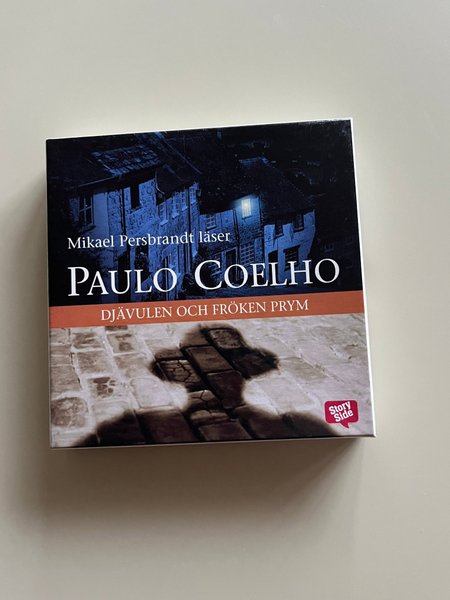 Mikael Persbrandt läser
PAULO COELHO
DJÄVULEN OCH FRÖKEN PRYM
Story
Side